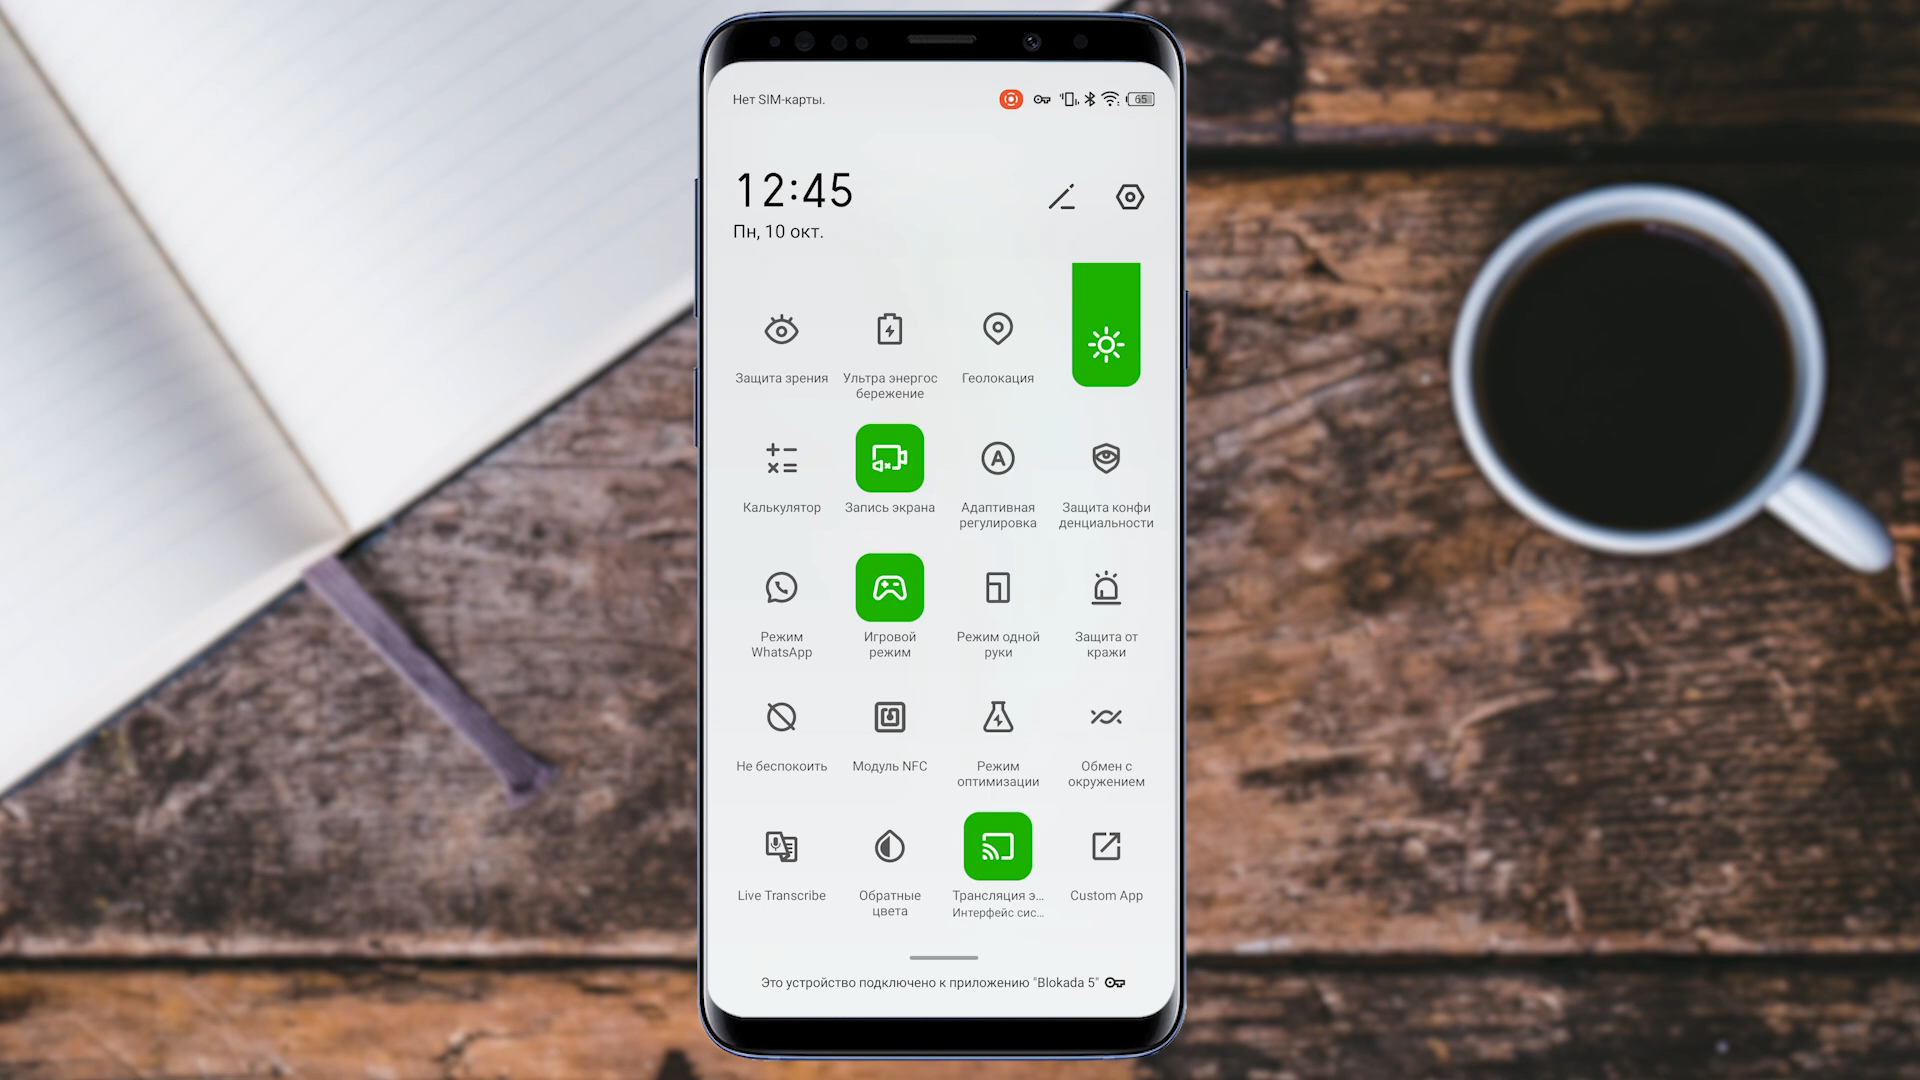 Нет SIM-карты.
65
12:45
Пн, 10 окт.
Защита зрения
Ультра энергос
бережение
Геолокация
Калькулятор
Запись экрана
Адаптивная
регулировка
Защита конфи
денциальности
Режим
WhatsApp
Игровой
режим
Режим одной
руки
Защита от
кражи
Не беспокоить
Модуль NFC
Режим
оптимизации
Обмен с
окружением
Live Transcribe
Обратные
цвета
Трансляция э...
Интерфейс сис...
Custom App
Это устройство подключено к приложению "Blokada 5"